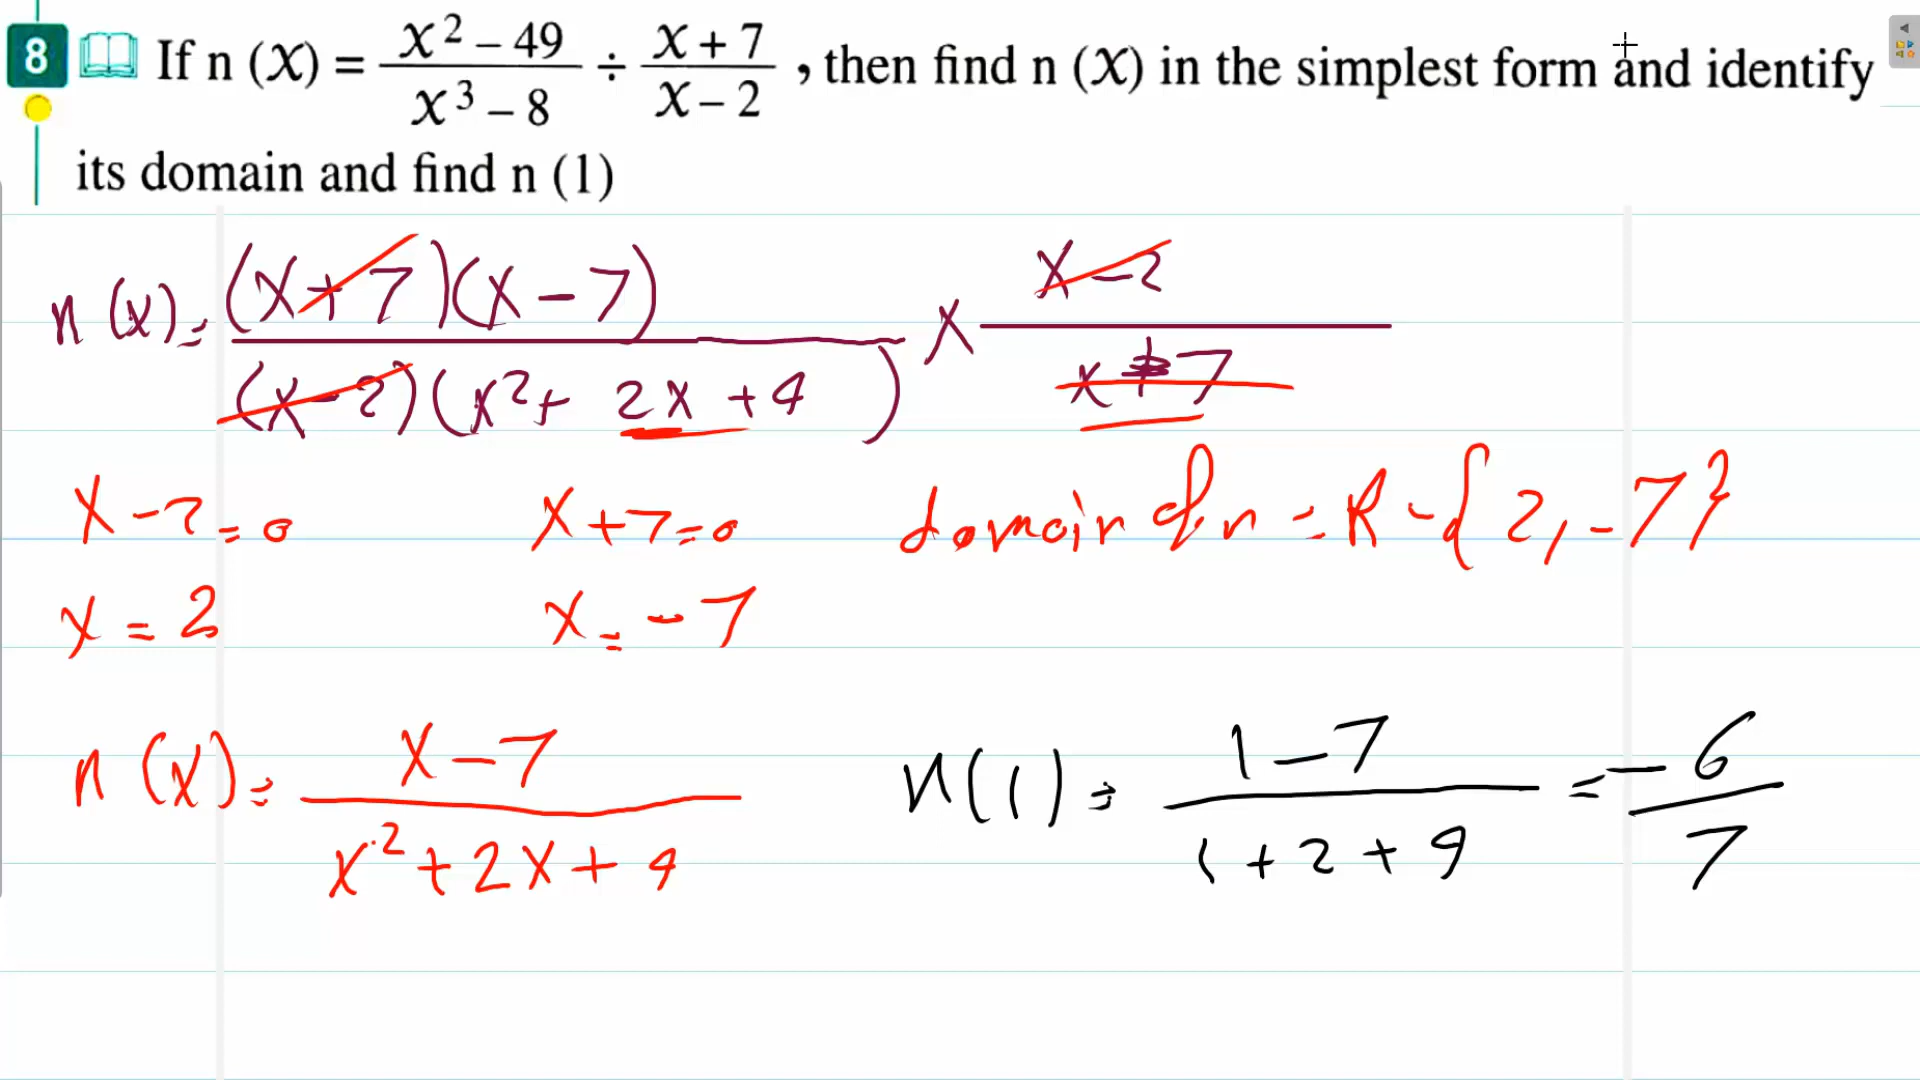 8 If n (X) = X² – 49 / X³ – 8 ÷ X + 7 / X – 2 , then find n (X) in the simplest form and identify
its domain and find n (1)
n (x) = (x + 7)(x – 7) / (x – 2)(x² + 2x + 4) × x – 2 / x + 7
x – 2 = 0 x + 7 = 0 domain of n = R – { 2, – 7 }
x = 2 x = – 7
n (x) = x – 7 / x² + 2x + 4 n(1) = 1 – 7 / 1 + 2 + 4 = – 6 / 7